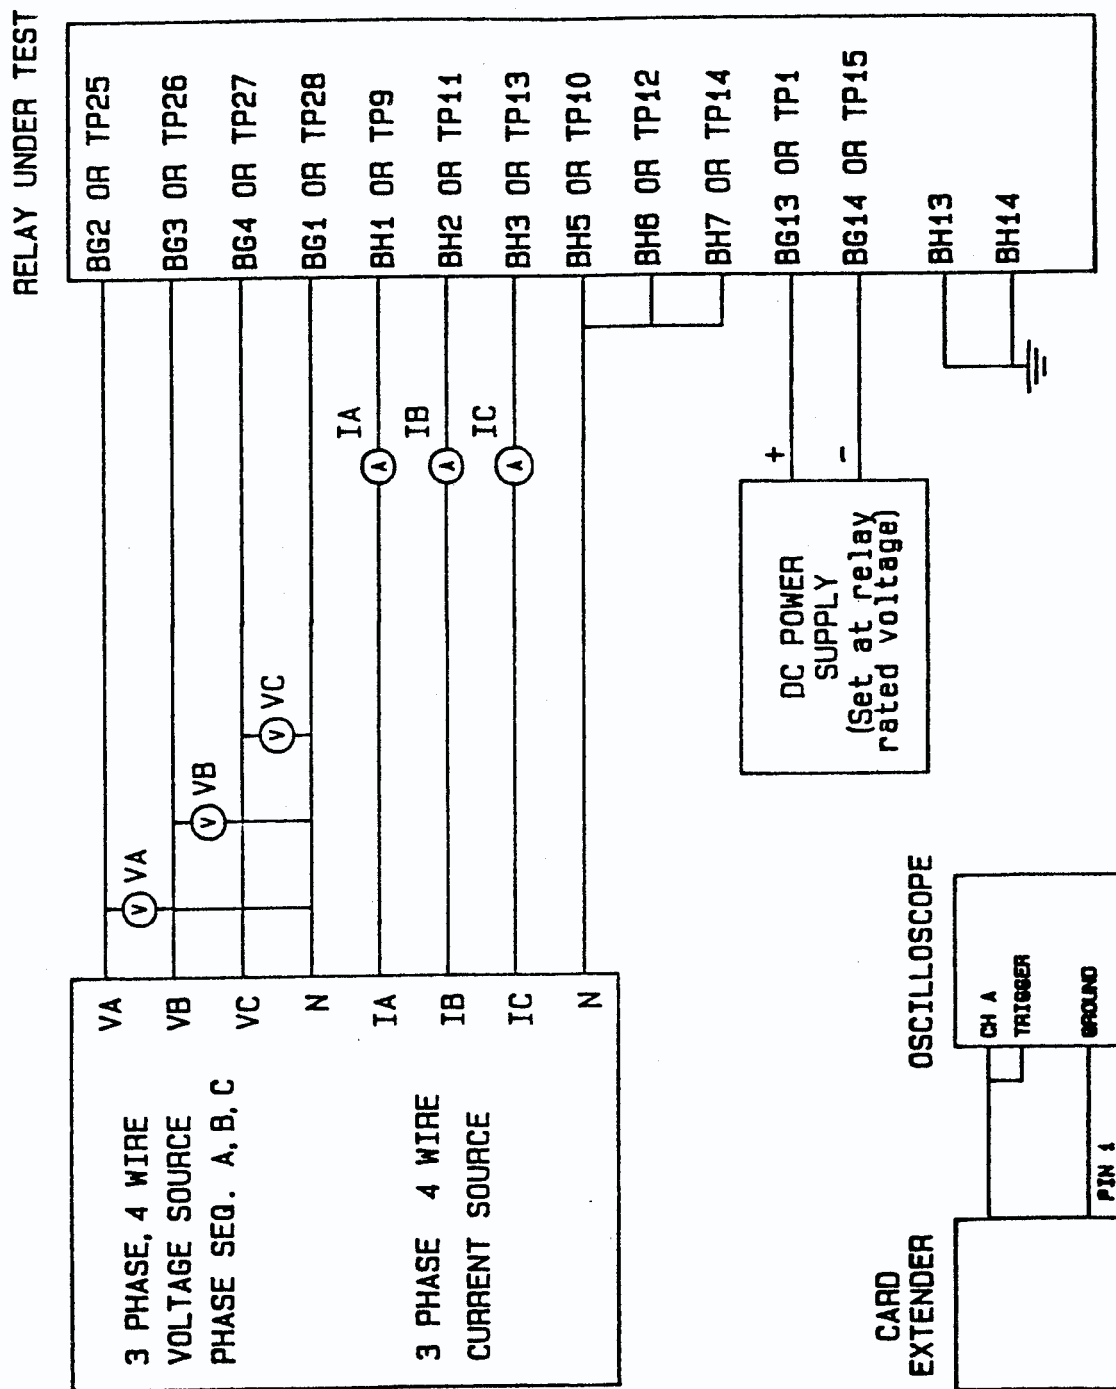 RELAY UNDER TEST
BG2 OR TP25
BG3 OR TP26
BG4 OR TP27
BG1 OR TP28
BH1 OR TP9
BH2 OR TP11
BH3 OR TP13
BH5 OR TP10
BH6 OR TP12
BH7 OR TP14
BG13 OR TP1
BG14 OR TP15
BH13
BH14
IA
A
IB
A
IC
A
+
-
VA
V
VB
V
VC
V
DC POWER
SUPPLY
(Set at relay
rated voltage)
VA
VB
VC
N
IA
IB
IC
N
3 PHASE, 4 WIRE
VOLTAGE SOURCE
PHASE SEQ. A, B, C
3 PHASE 4 WIRE
CURRENT SOURCE
OSCILLOSCOPE
CH A
TRIGGER
GROUND
PIN 1
CARD
EXTENDER